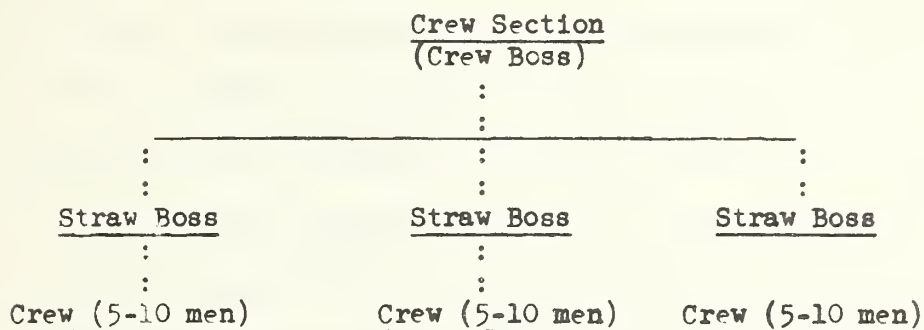 Crew Section
(Crew Boss)
Straw Boss Straw Boss Straw Boss
Crew (5-10 men) Crew (5-10 men) Crew (5-10 men)